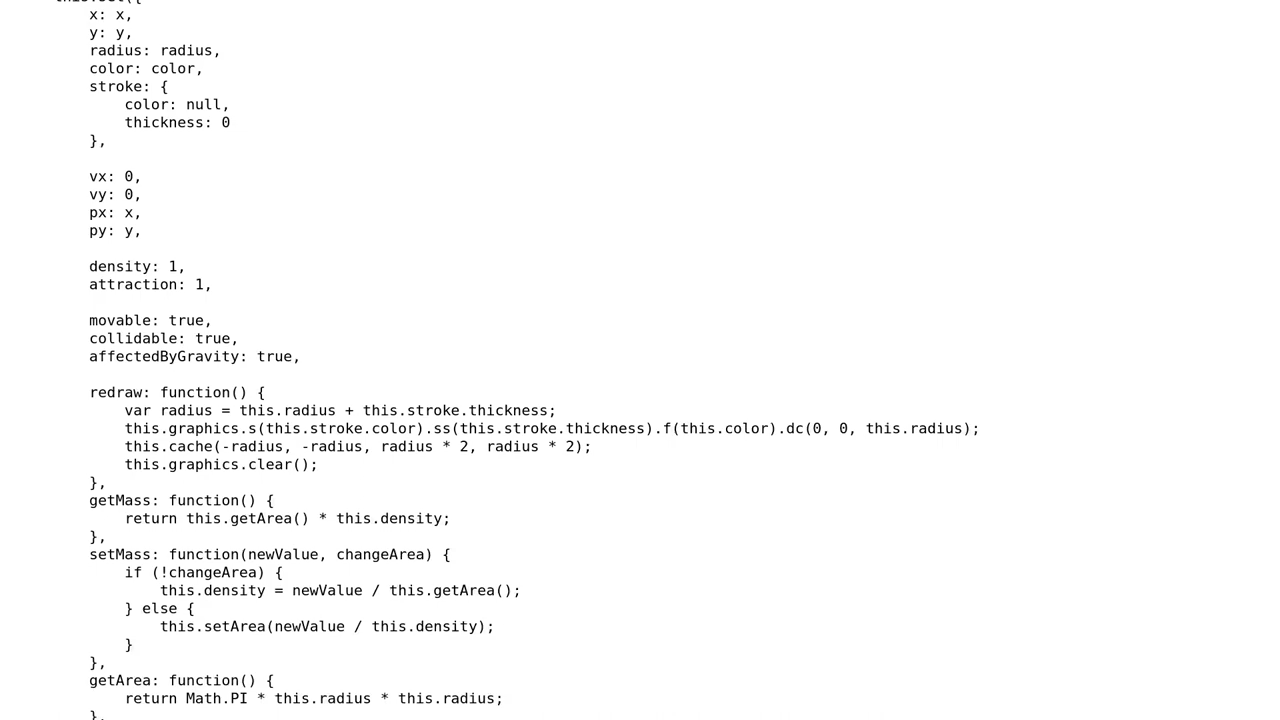 this.set({
        x: x,
        y: y,
        radius: radius,
        color: color,
        stroke: {
            color: null,
            thickness: 0
        },

        vx: 0,
        vy: 0,
        px: x,
        py: y,

        density: 1,
        attraction: 1,

        movable: true,
        collidable: true,
        affectedByGravity: true,

        redraw: function() {
            var radius = this.radius + this.stroke.thickness;
            this.graphics.s(this.stroke.color).ss(this.stroke.thickness).f(this.color).dc(0, 0, this.radius);
            this.cache(-radius, -radius, radius * 2, radius * 2);
            this.graphics.clear();
        },
        getMass: function() {
            return this.getArea() * this.density;
        },
        setMass: function(newValue, changeArea) {
            if (!changeArea) {
                this.density = newValue / this.getArea();
            } else {
                this.setArea(newValue / this.density);
            }
        },
        getArea: function() {
            return Math.PI * this.radius * this.radius;
        },